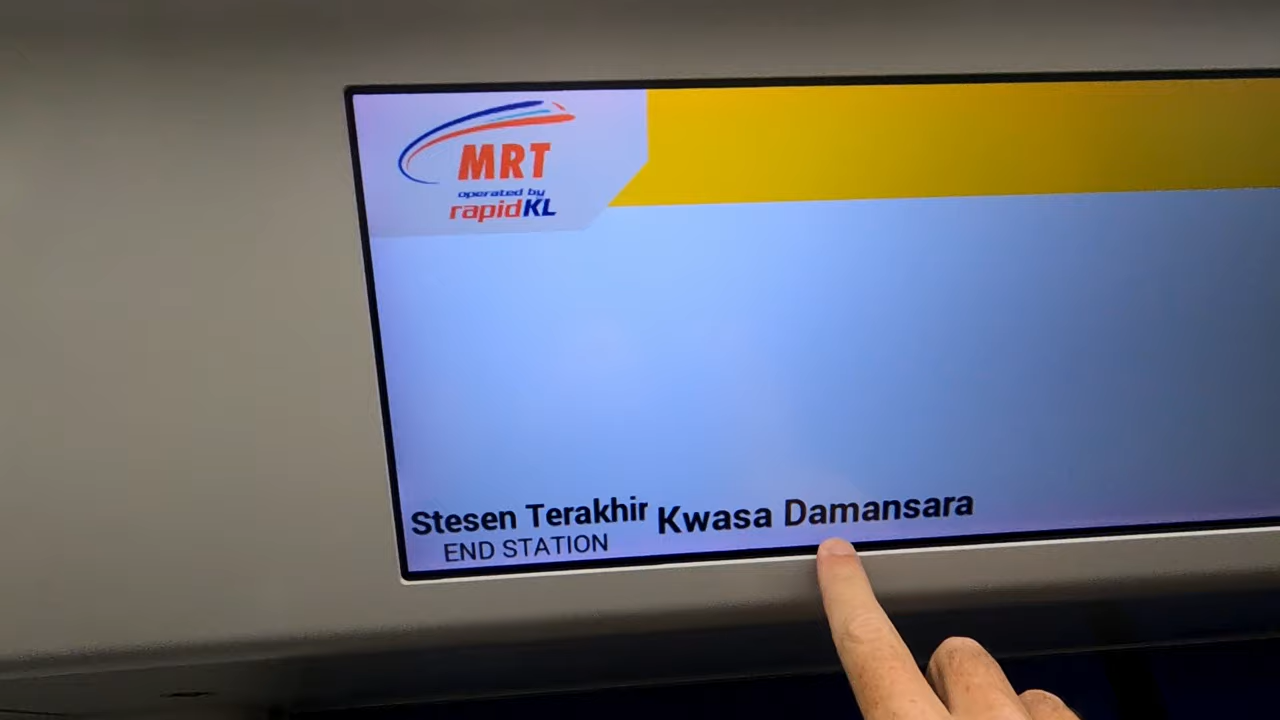 MRT
operated by
rapidKL
Stesen Terakhir Kwasa Damansara
END STATION